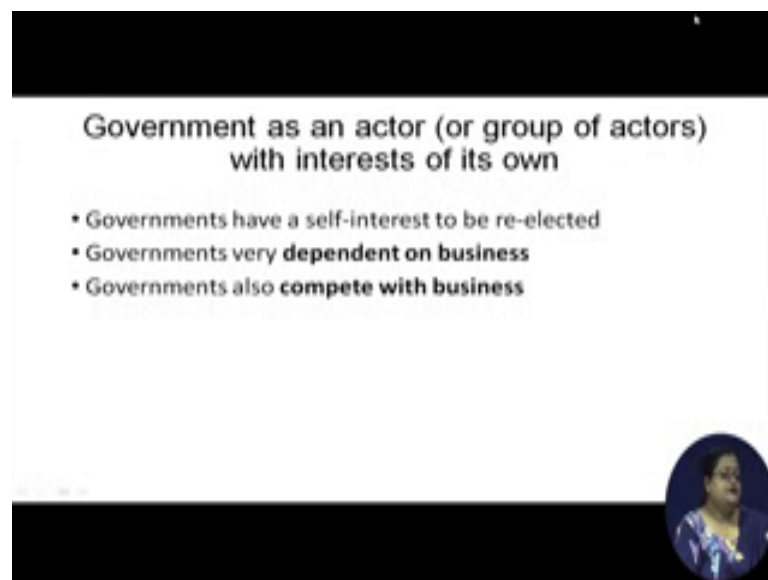 Government as an actor (or group of actors)
with interests of its own
• Governments have a self-interest to be re-elected
• Governments very dependent on business
• Governments also compete with business